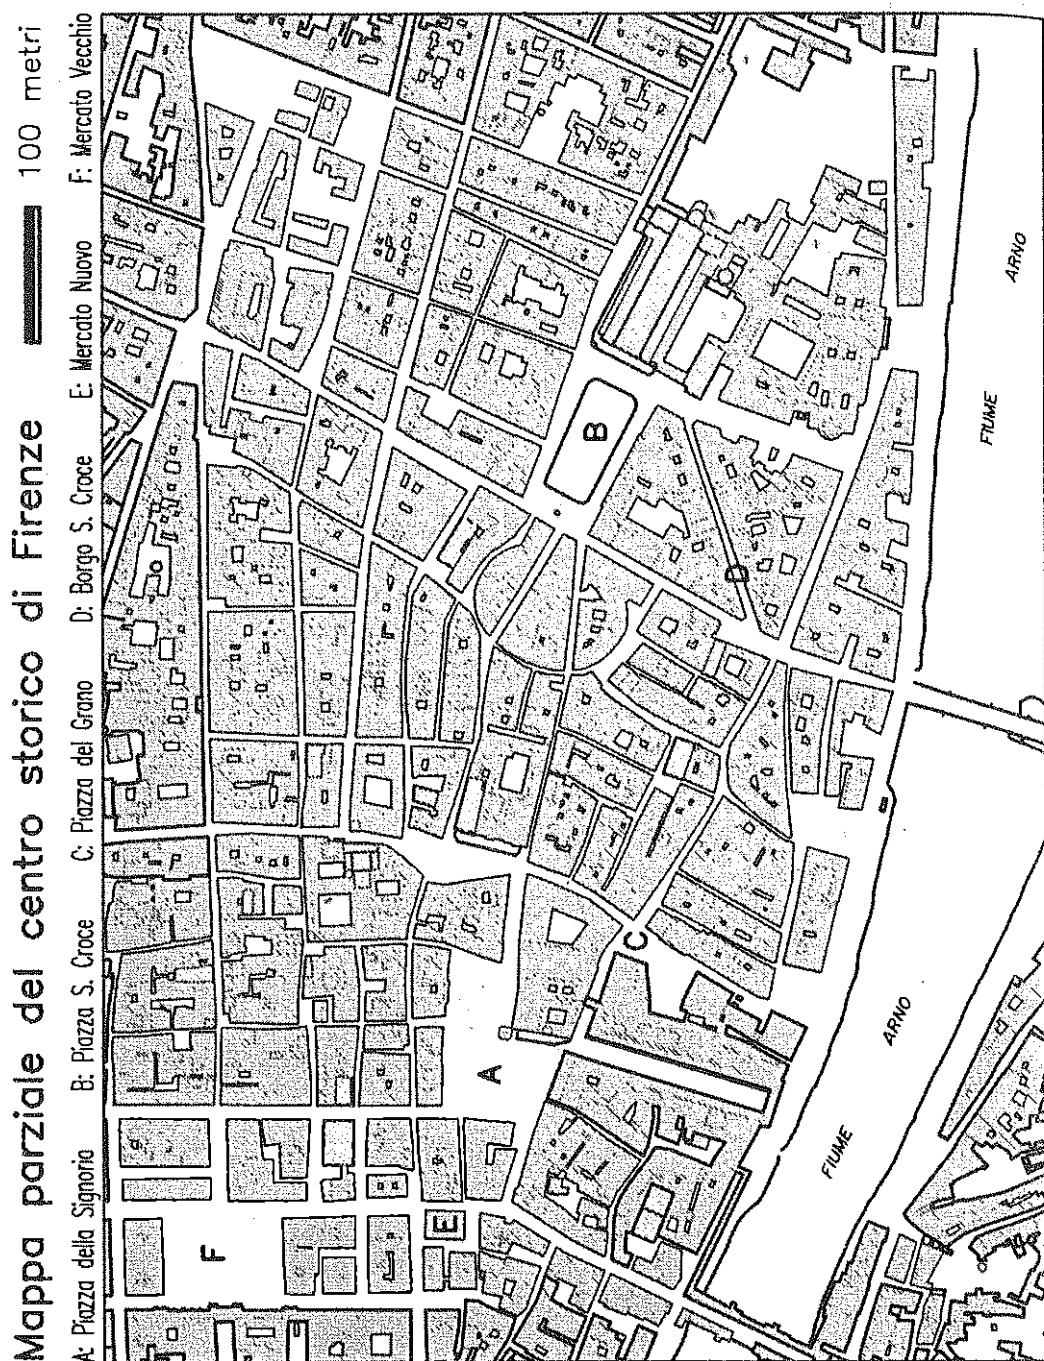 Mappa parziale del centro storico di Firenze 100 metri
A: Piazza della Signoria B: Piazza S. Croce C: Piazza del Grano D: Borgo S. Croce E: Mercato Nuovo F: Mercato Vecchio
F
E
A
C
D
B
FIUME
ARNO
FIUME
ARNO